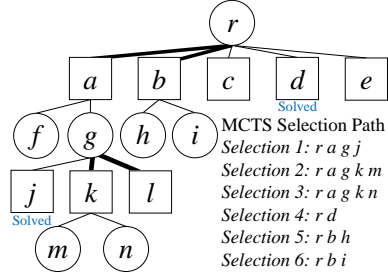 r
a b c d e
Solved
f g h i
MCTS Selection Path
Selection 1: r a g j
Selection 2: r a g k m
Selection 3: r a g k n
Selection 4: r d
Selection 5: r b h
Selection 6: r b i
j k l
Solved
m n